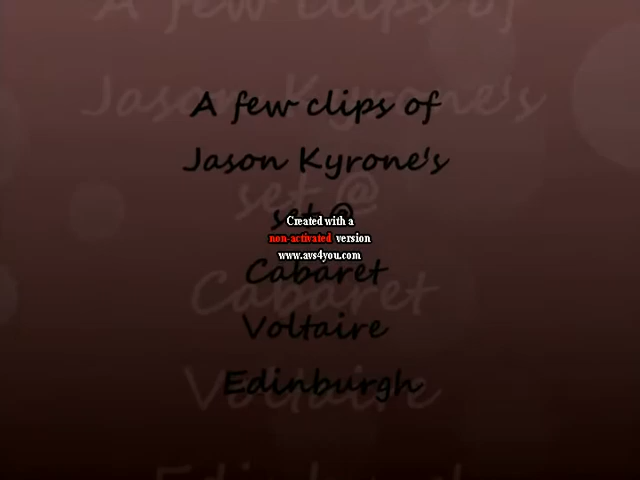 A few clips of
Jason Kyrone's
set @
Created with a
non-activated version
www.avs4you.com
Cabaret
Voltaire
Edinburgh